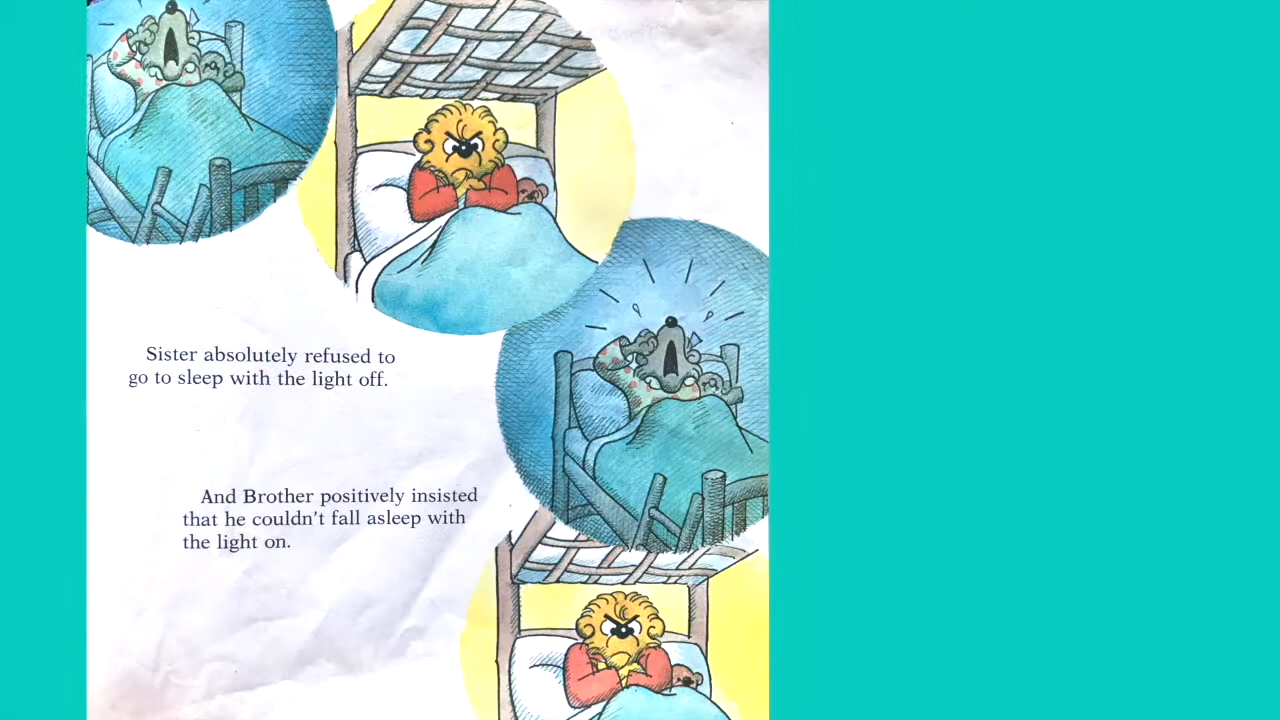 Sister absolutely refused to
go to sleep with the light off.
And Brother positively insisted
that he couldn't fall asleep with
the light on.